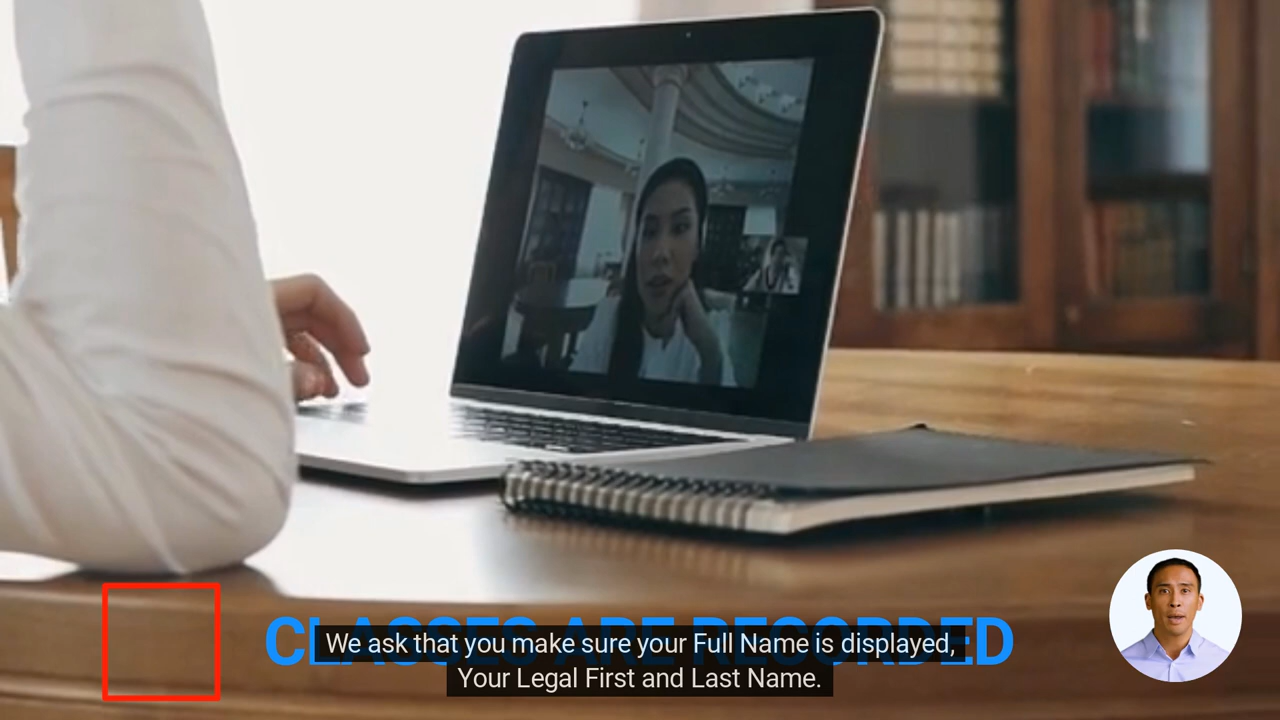 CLASSES ARE RECORDED
We ask that you make sure your Full Name is displayed,
Your Legal First and Last Name.